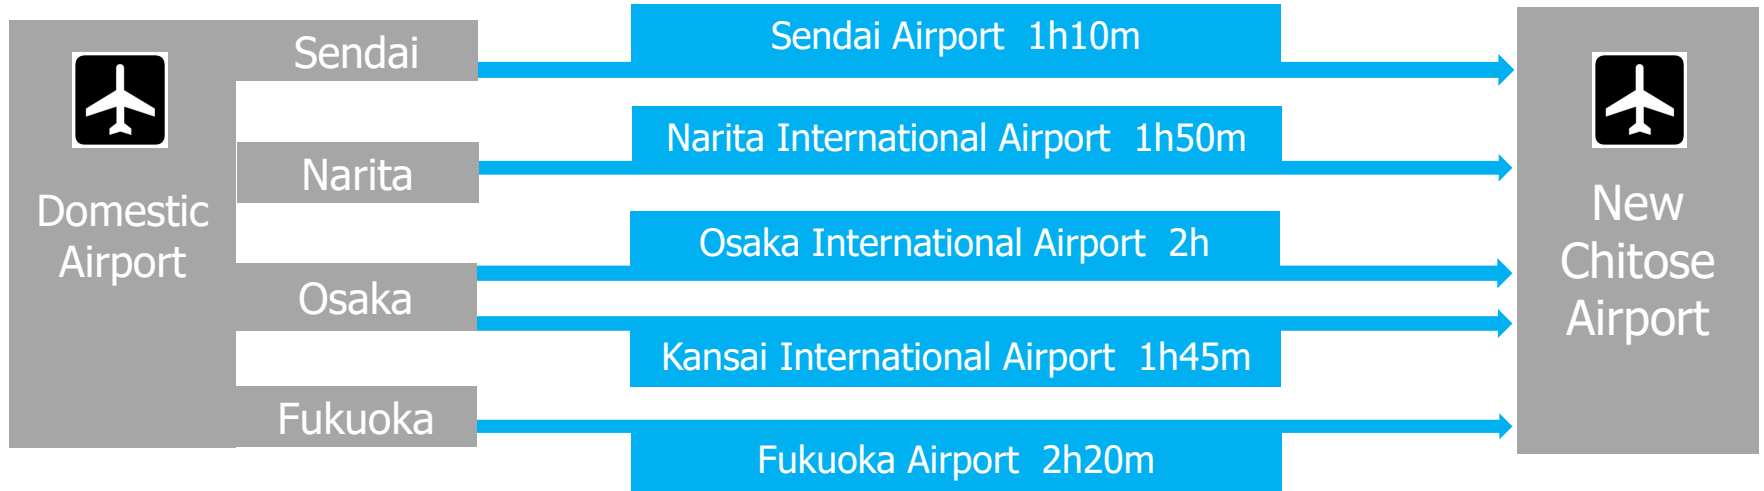 Domestic
Airport
Sendai
Sendai Airport 1h10m
Narita
Narita International Airport 1h50m
Osaka
Osaka International Airport 2h
Kansai International Airport 1h45m
Fukuoka
Fukuoka Airport 2h20m
New
Chitose
Airport